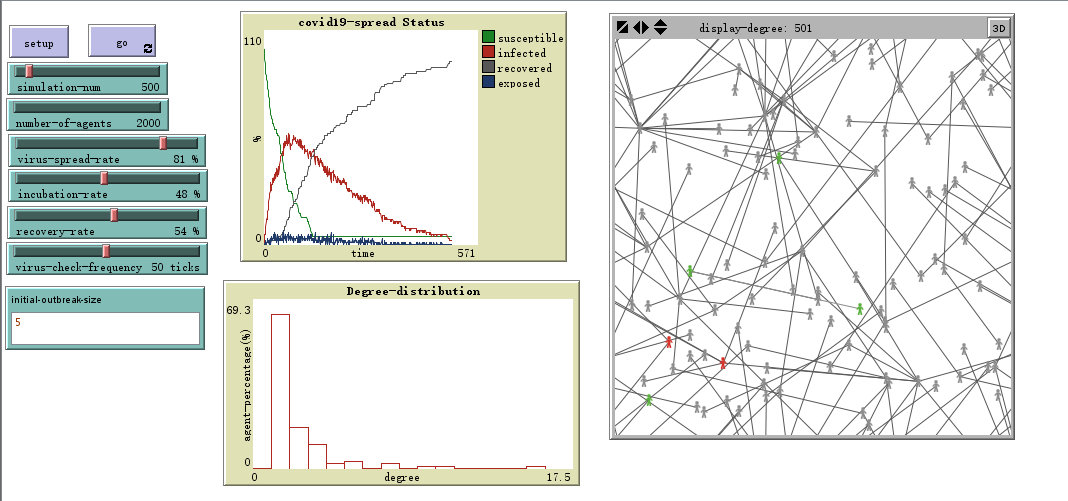 setup
go
simulation-num 500
number-of-agents 2000
virus-spread-rate 81 %
incubation-rate 48 %
recovery-rate 54 %
virus-check-frequency 50 ticks
initial-outbreak-size
5
covid19-spread Status
110
%
0
0
time
571
susceptible
infected
recovered
exposed
Degree-distribution
69.3
agent-percentage(%)
0
0
degree
17.5
display-degree: 501
3D